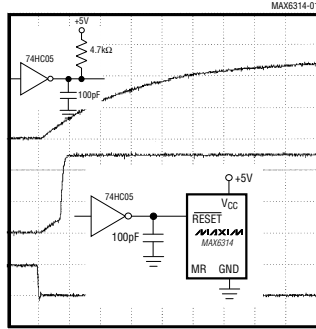 MAX6314-01
+5V
74HC05
4.7kΩ
100pF
74HC05
+5V
VCC
RESET
100pF
MAXIM
MAX6314
MR GND